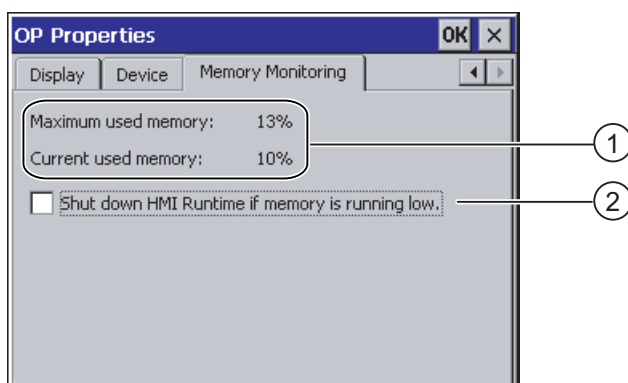 OP Properties OK ×
Display Device Memory Monitoring
Maximum used memory: 13% 1
Current used memory: 10%
Shut down HMI Runtime if memory is running low. 2